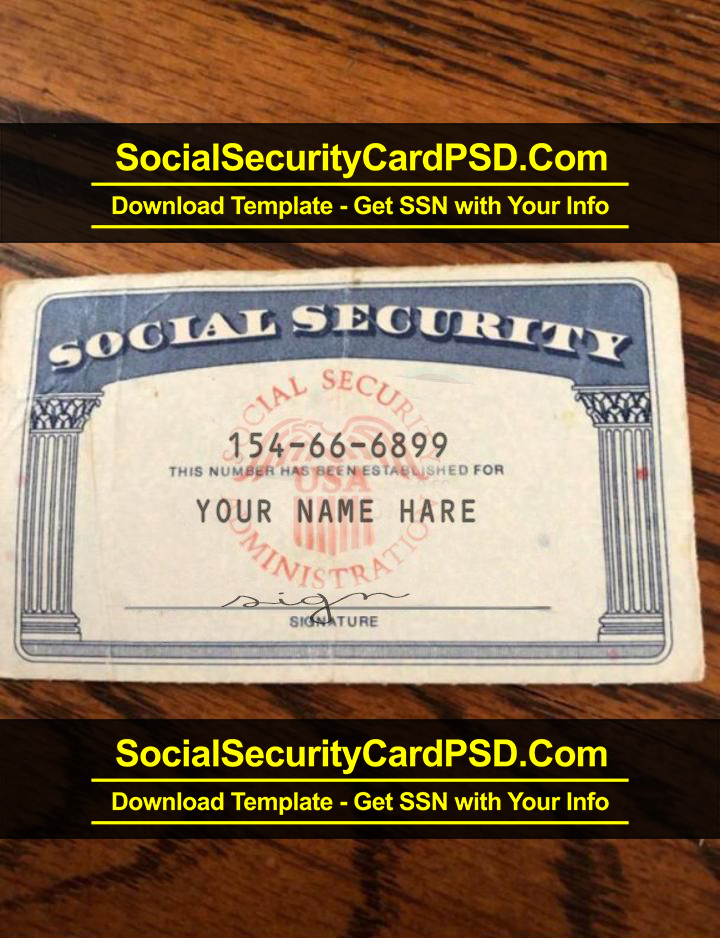 SocialSecurityCardPSD.Com
Download Template - Get SSN with Your Info
SOCIAL SECURITY
SOCIAL SECURITY
154-66-6899
THIS NUMBER HAS BEEN ESTABLISHED FOR
USA
YOUR NAME HARE
ADMINISTRATION
sign
SIGNATURE
SocialSecurityCardPSD.Com
Download Template - Get SSN with Your Info